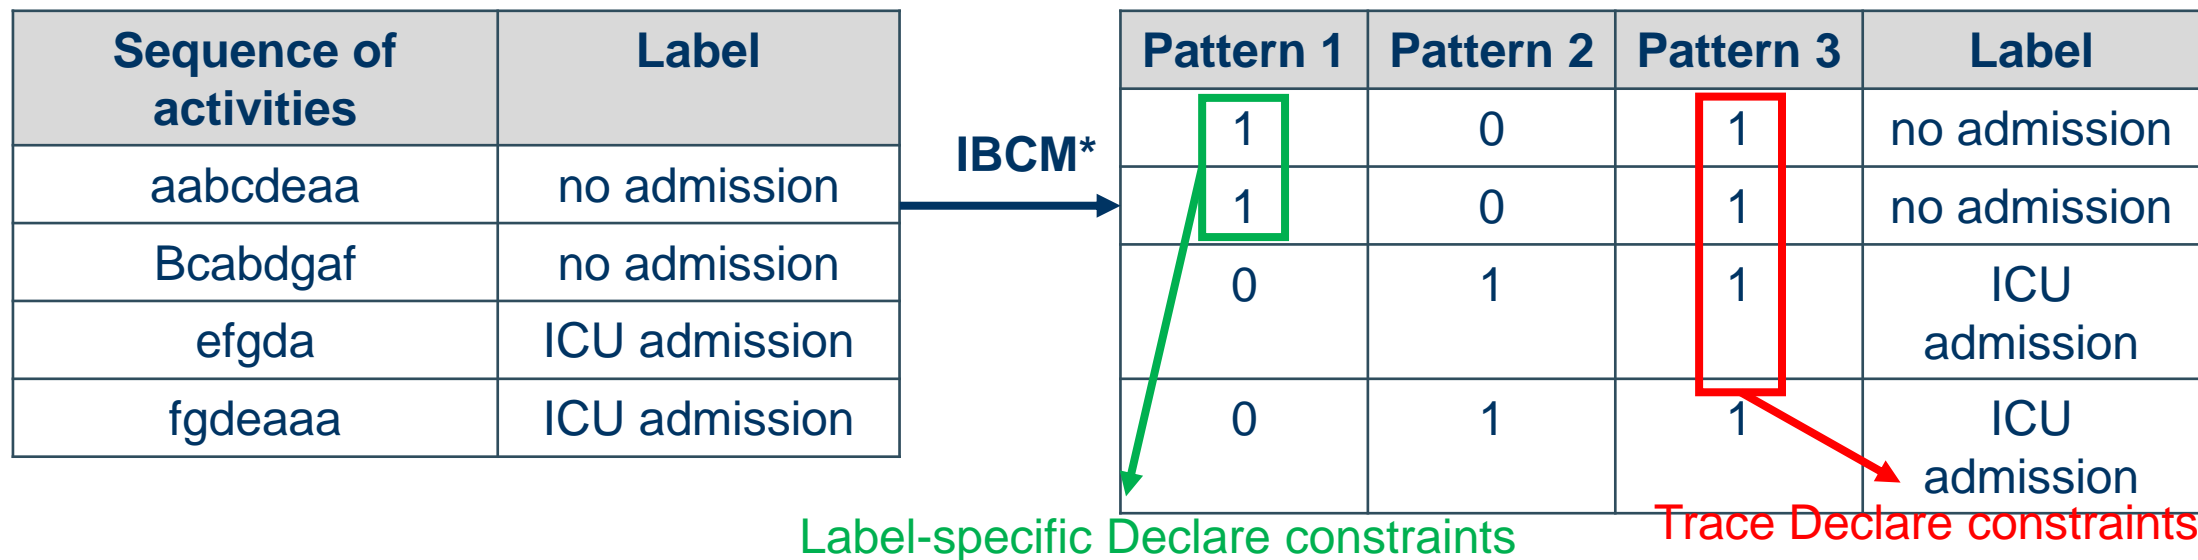 Sequence of
activities
Label
aabcdeaa
no admission
Bcabdgaf
no admission
efgda
ICU admission
fgdeaaa
ICU admission
IBCM*
Pattern 1
Pattern 2
Pattern 3
Label
1
0
1
no admission
1
0
1
no admission
0
1
1
ICU
admission
0
1
1
ICU
admission
Label-specific Declare constraints
Trace Declare constraints